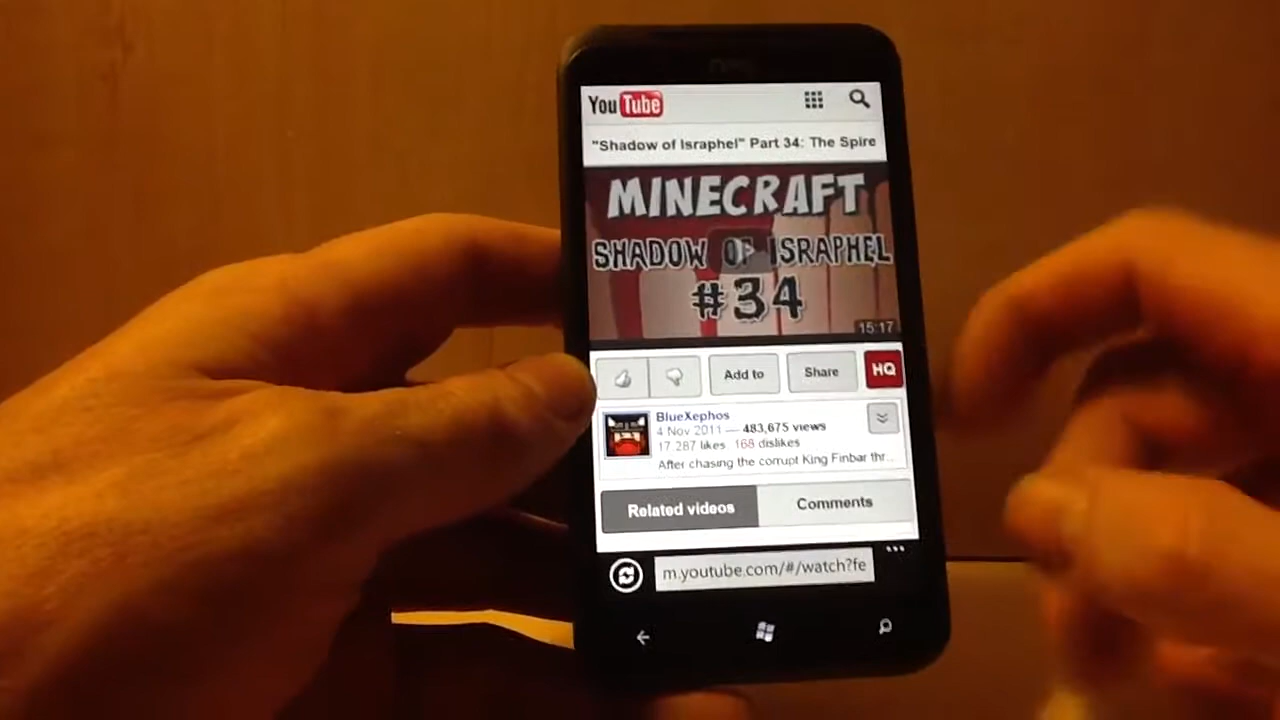 You Tube
"Shadow of Israphel" Part 34: The Spire
MINECRAFT
SHADOW OF ISRAPHEL
#34
15:17
Add to
Share
HQ
BlueXephos
4 Nov 2011 — 483,675 views
17,287 likes 168 dislikes
After chasing the corrupt King Finbar thr...
Related videos
Comments
m.youtube.com/#/watch?fe